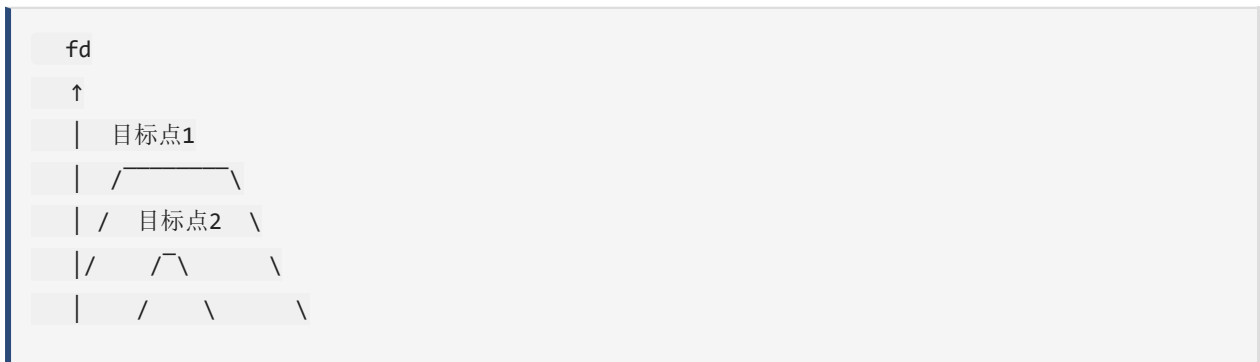 fd
↑
│  目标点1
│  /‾‾‾‾‾‾‾‾\
│ /  目标点2  \
│/    /‾\      \
│    /    \      \